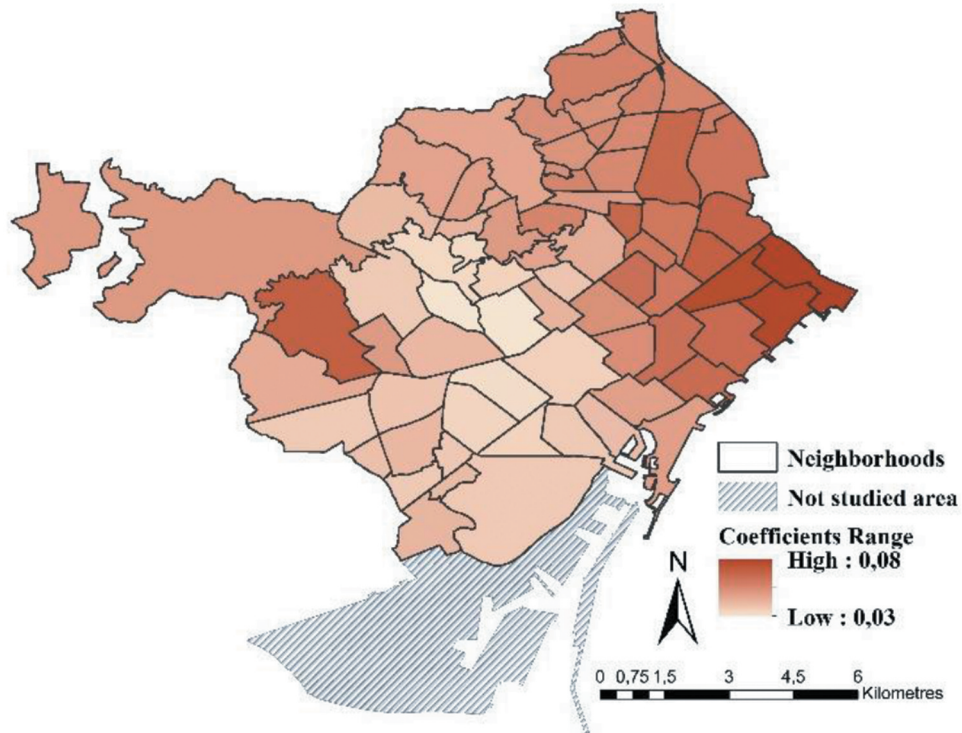 Neighborhoods
Not studied area
Coefficients Range
High : 0,08
Low : 0,03
N
0 0,75 1,5 3 4,5 6
Kilometres